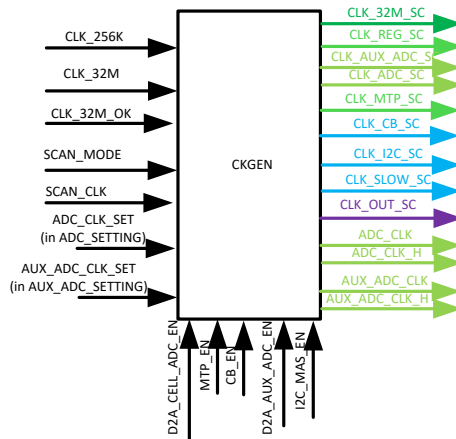 CLK_256K
CLK_32M
CLK_32M_OK
SCAN_MODE
SCAN_CLK
ADC_CLK_SET
(in ADC_SETTING)
AUX_ADC_CLK_SET
(in AUX_ADC_SETTING)
CKGEN
CLK_32M_SC
CLK_REG_SC
CLK_AUX_ADC_S
CLK_ADC_SC
CLK_MTP_SC
CLK_CB_SC
CLK_I2C_SC
CLK_SLOW_SC
CLK_OUT_SC
ADC_CLK
ADC_CLK_H
AUX_ADC_CLK
AUX_ADC_CLK_H
D2A_CELL_ADC_EN
MTP_EN
CB_EN
D2A_AUX_ADC_EN
I2C_MAS_EN